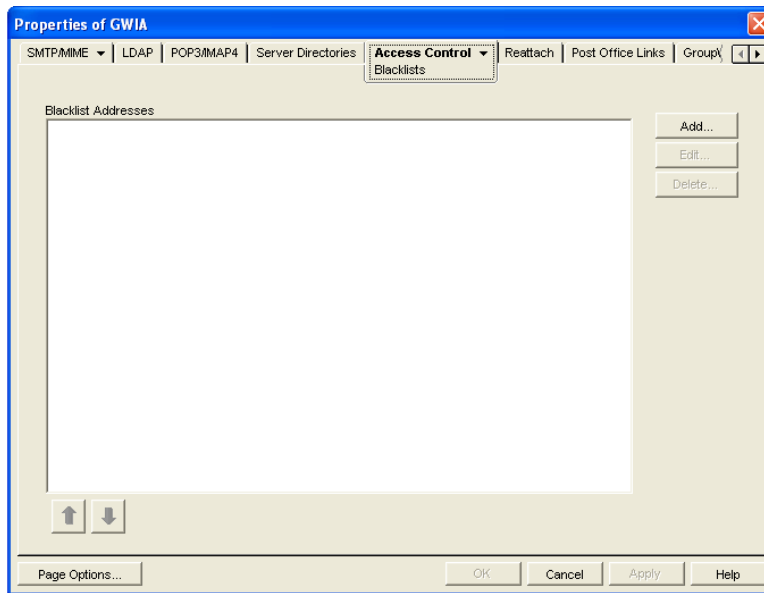 Properties of GWIA
SMTP/MIME LDAP POP3/IMAP4 Server Directories Access Control Reattach Post Office Links
Blacklists
Blacklist Addresses
Add...
Edit...
Delete...
Page Options... OK Cancel Apply Help